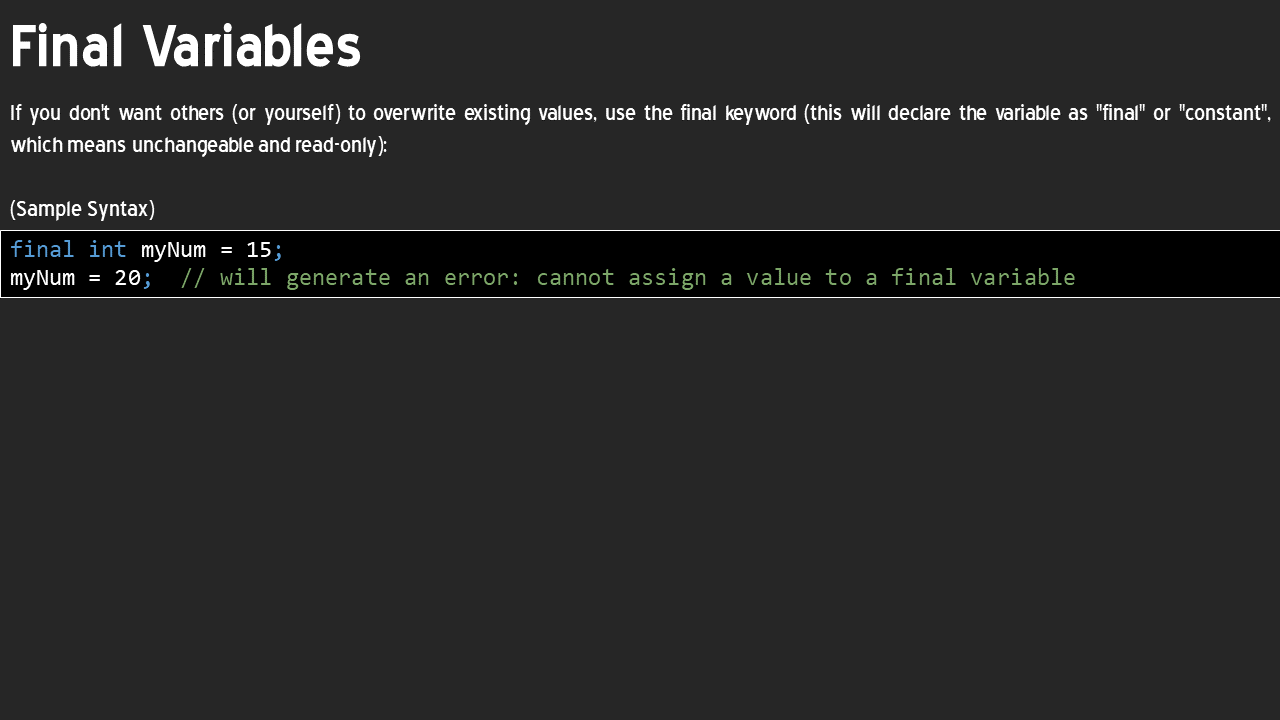 Final Variables
If you don't want others (or yourself) to overwrite existing values, use the final keyword (this will declare the variable as "final" or "constant",
which means unchangeable and read-only):
(Sample Syntax)
final int myNum = 15;
myNum = 20;  // will generate an error: cannot assign a value to a final variable